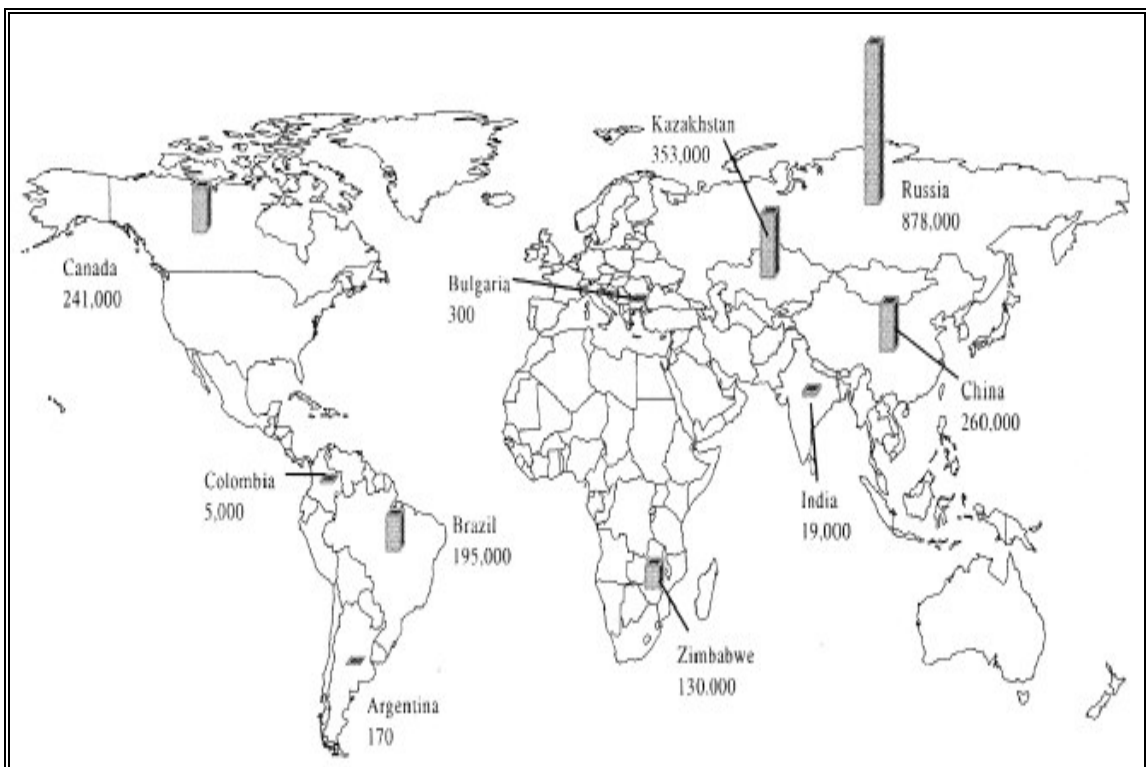 Kazakhstan
353,000
Russia
878,000
Canada
241,000
Bulgaria
300
China
260,000
Colombia
5,000
India
19,000
Brazil
195,000
Zimbabwe
130.000
Argentina
170